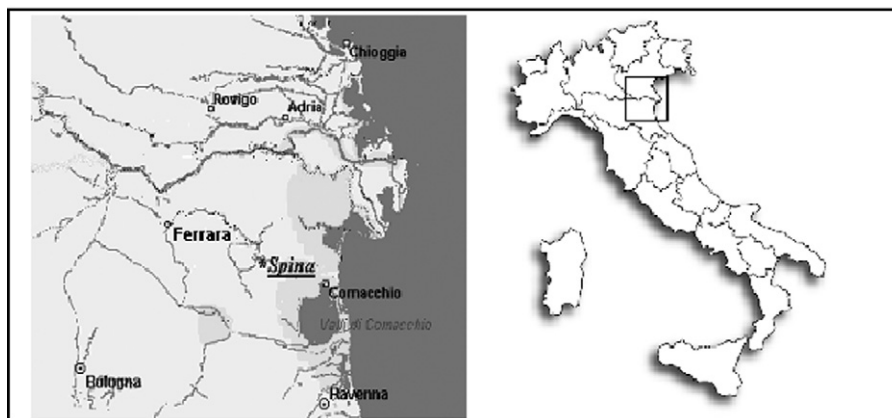 Chioggia
Rovigo
Adria
Ferrara
*Spina
Comacchio
Valli di Comacchio
Bologna
Ravenna